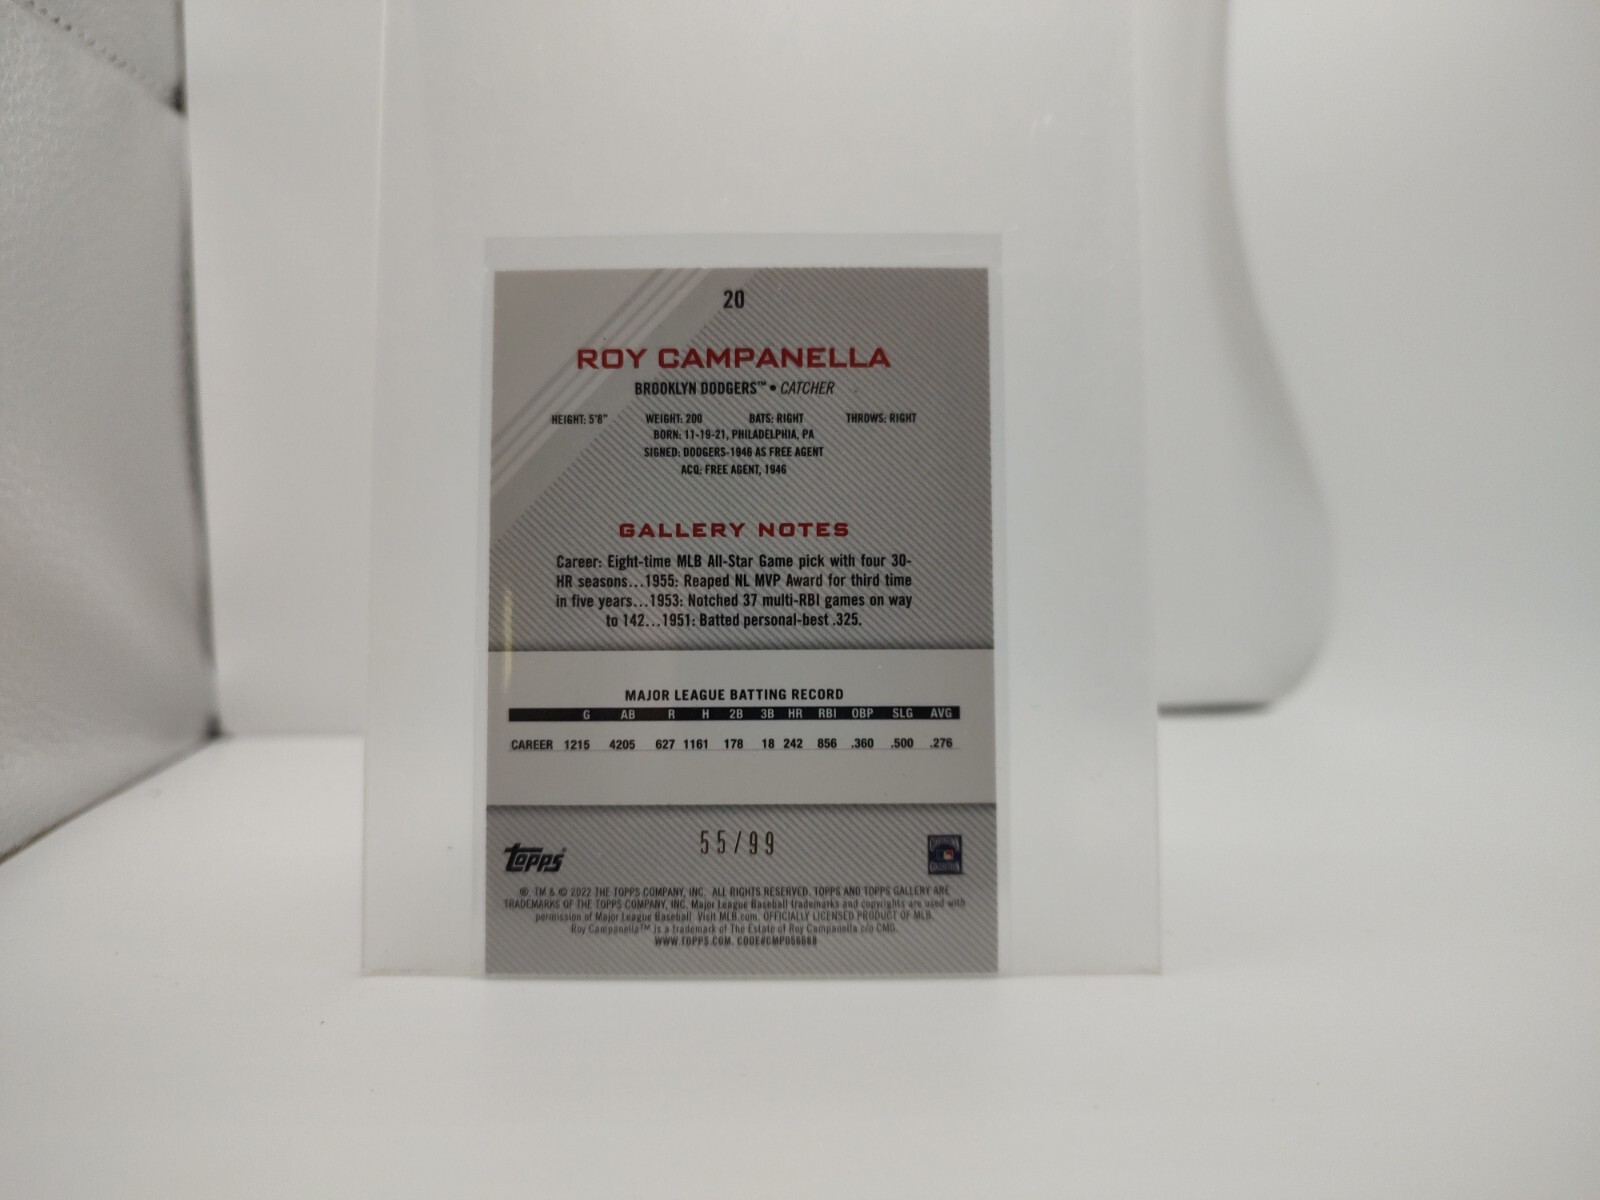 20
ROY CAMPANELLA
BROOKLYN DODGERS™ • CATCHER
HEIGHT: 5'8" WEIGHT: 200 BATS: RIGHT THROWS: RIGHT
BORN: 11-19-21, PHILADELPHIA, PA
SIGNED: DODGERS-1946 AS FREE AGENT
ACQ: FREE AGENT, 1946
GALLERY NOTES
Career: Eight-time MLB All-Star Game pick with four 30-
HR seasons...1955: Reaped NL MVP Award for third time
in five years...1953: Notched 37 multi-RBI games on way
to 142...1951: Batted personal-best .325.
MAJOR LEAGUE BATTING RECORD
G AB R H 2B 3B HR RBI OBP SLG AVG
CAREER 1215 4205 627 1161 178 18 242 856 .360 .500 .276
55/99
topps
® TM & © 2022 THE TOPPS COMPANY, INC. ALL RIGHTS RESERVED. TOPPS AND TOPPS GALLERY ARE
TRADEMARKS OF THE TOPPS COMPANY, INC. Major League Baseball trademarks and copyrights are used with
permission of Major League Baseball. Visit MLB.com. OFFICIALLY LICENSED PRODUCT OF MLB.
Roy Campanella™ is a trademark of The Estate of Roy Campanella c/o CMG.
WWW.TOPPS.COM. CODE#CMP056688